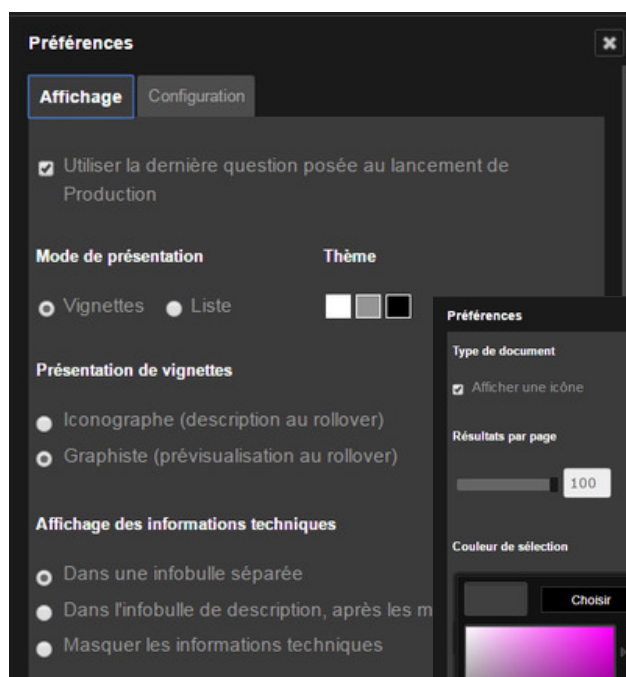 Préférences
Affichage Configuration
Utiliser la dernière question posée au lancement de
Production
Mode de présentation Thème
Vignettes Liste
Présentation de vignettes
Iconographe (description au rollover)
Graphiste (prévisualisation au rollover)
Affichage des informations techniques
Dans une infobulle séparée
Dans l'infobulle de description, après les m
Masquer les informations techniques
Préférences
Type de document
Afficher une icône
Résultats par page
100
Couleur de sélection
Choisir